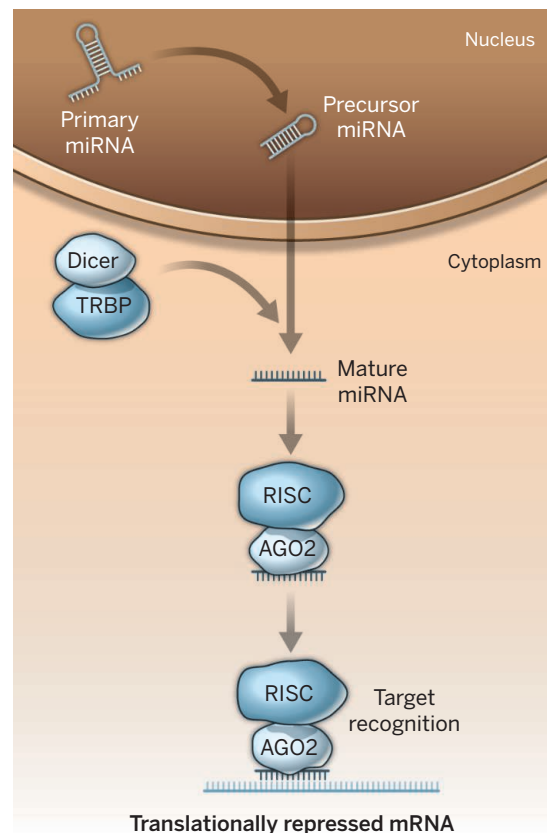 Nucleus
Primary
miRNA
Precursor
miRNA
Cytoplasm
Dicer
TRBP
Mature
miRNA
RISC
AGO2
RISC
AGO2
Target
recognition
Translationally repressed mRNA